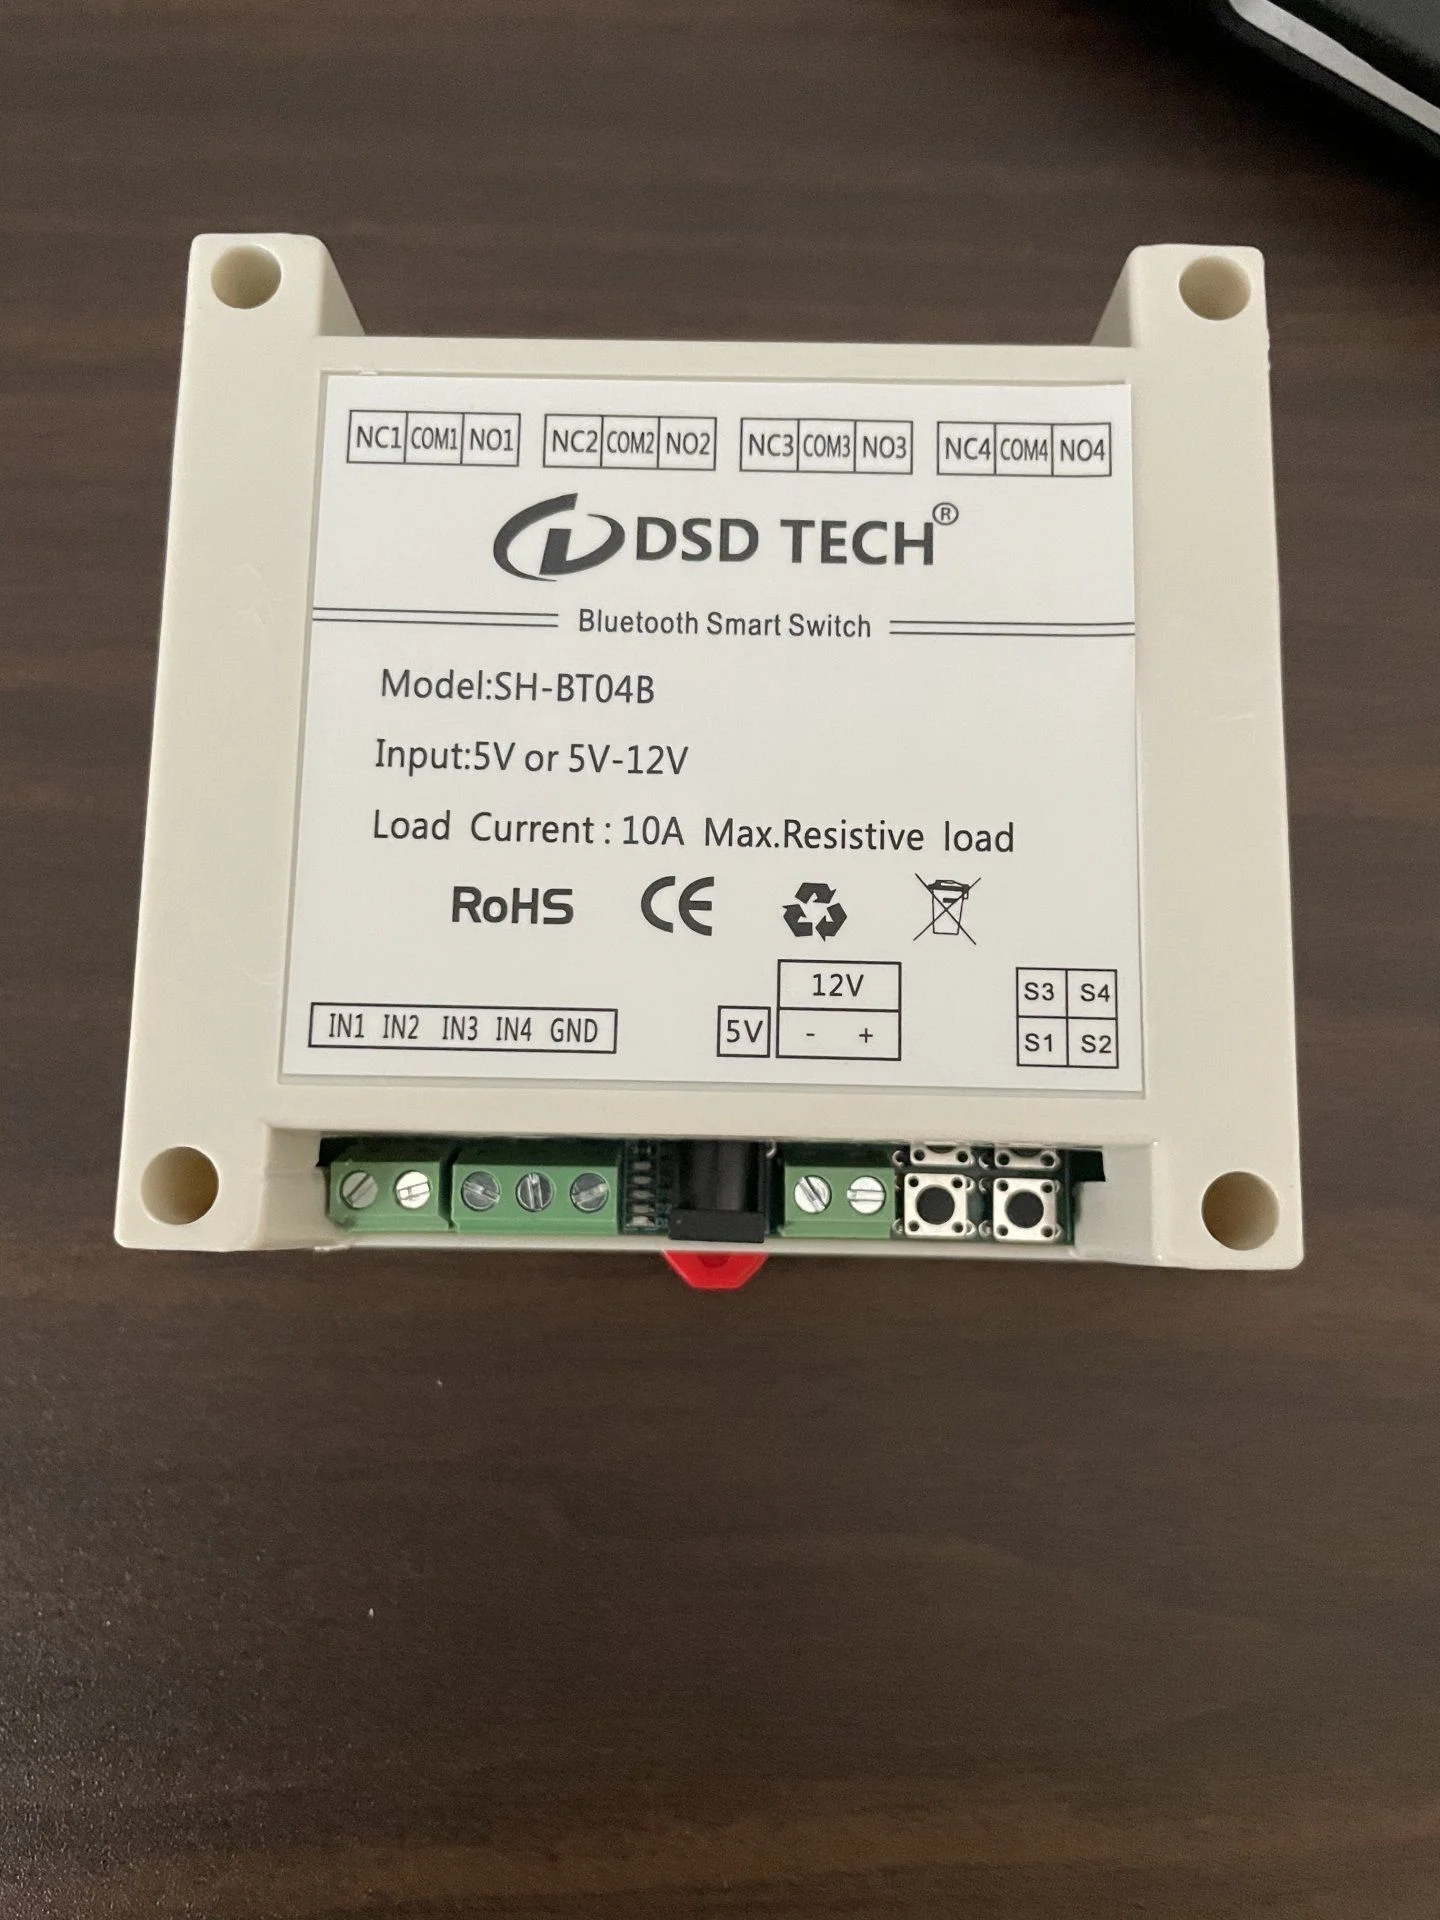 NC1 COM1 NO1 NC2 COM2 NO2 NC3 COM3 NO3 NC4 COM4 NO4
DSD TECH®
Bluetooth Smart Switch
Model:SH-BT04B
Input:5V or 5V-12V
Load Current: 10A Max.Resistive load
RoHS CE
IN1 IN2 IN3 IN4 GND
5V
12V
- +
S3 S4
S1 S2